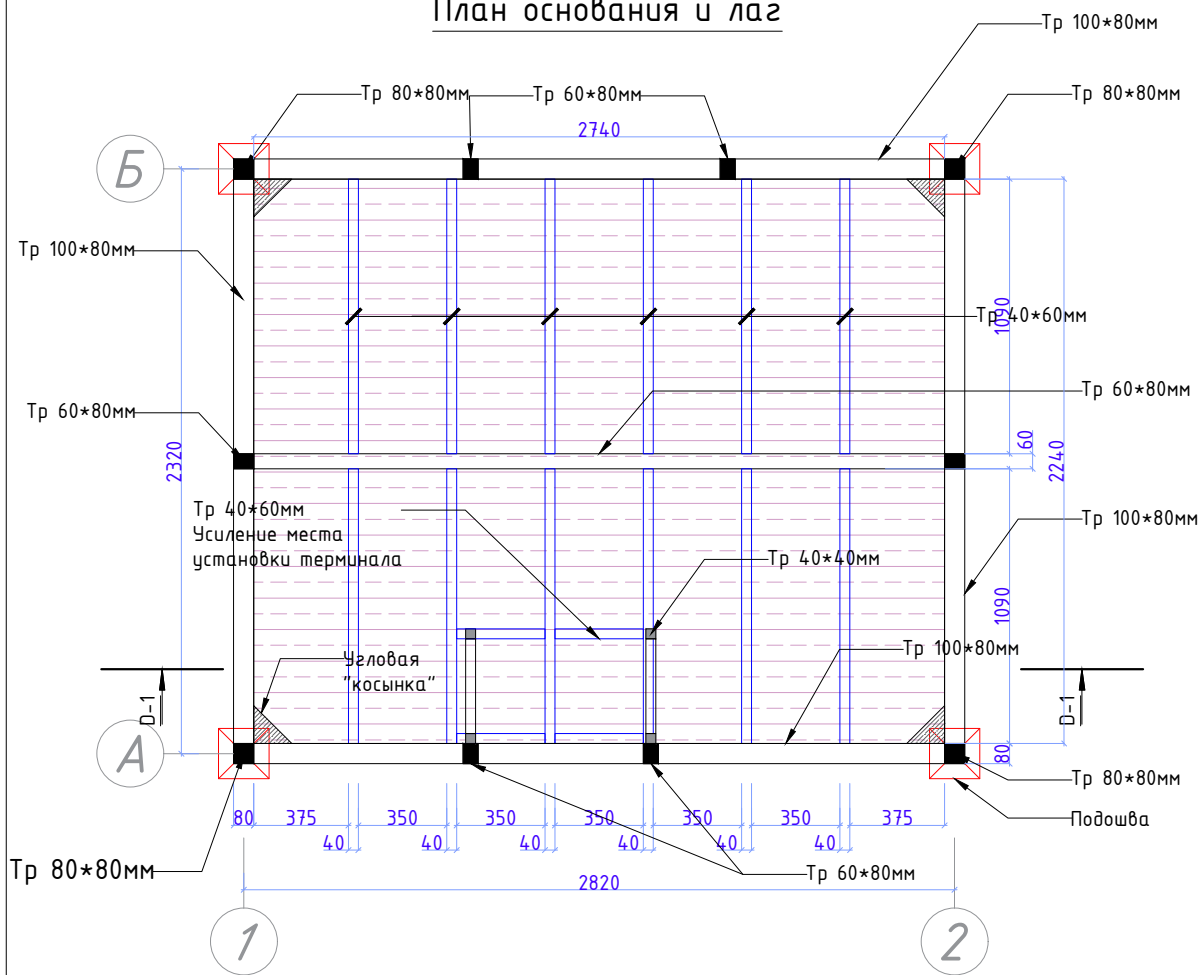 План основания и лаг
Тр 100*80мм
Тр 80*80мм
Тр 60*80мм
Тр 80*80мм
2740
Б
Тр 100*80мм
1090
Тр 40*60мм
Тр 60*80мм
Тр 60*80мм
2320
60
2240
Тр 40*60мм
Усиление места
установки терминала
Тр 100*80мм
Тр 40*40мм
1090
Тр 100*80мм
Угловая
"косынка"
D-1
D-1
А
80
Тр 80*80мм
Подошва
80
375
350
350
350
350
350
375
40
40
40
40
40
40
Тр 80*80мм
Тр 60*80мм
2820
1
2